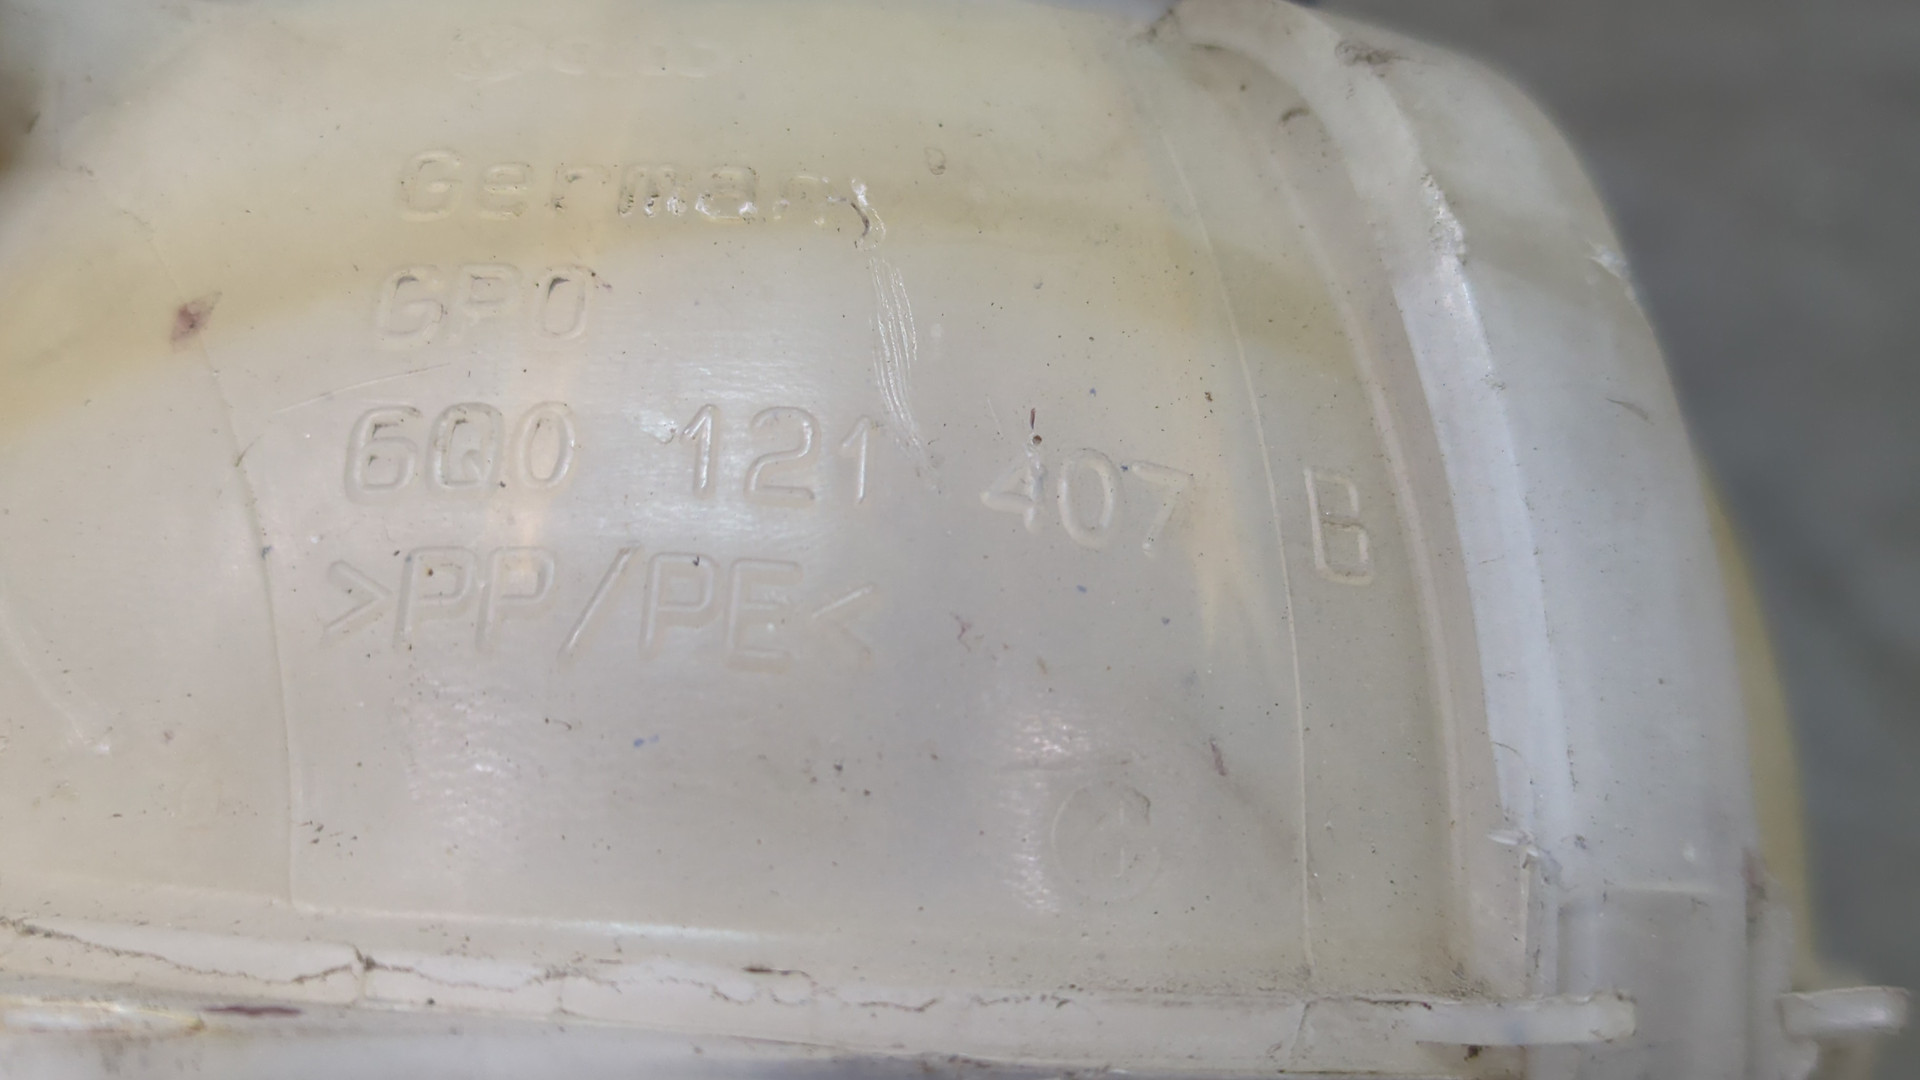 Germany
GPO
6Q0 121 407 B
>PP/PE<